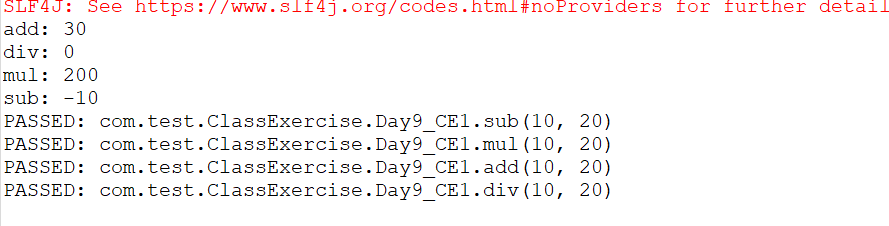 SLF4J: See https://www.slf4j.org/codes.html#noProviders for further detail
add: 30
div: 0
mul: 200
sub: -10
PASSED: com.test.ClassExercise.Day9_CE1.sub(10, 20)
PASSED: com.test.ClassExercise.Day9_CE1.mul(10, 20)
PASSED: com.test.ClassExercise.Day9_CE1.add(10, 20)
PASSED: com.test.ClassExercise.Day9_CE1.div(10, 20)